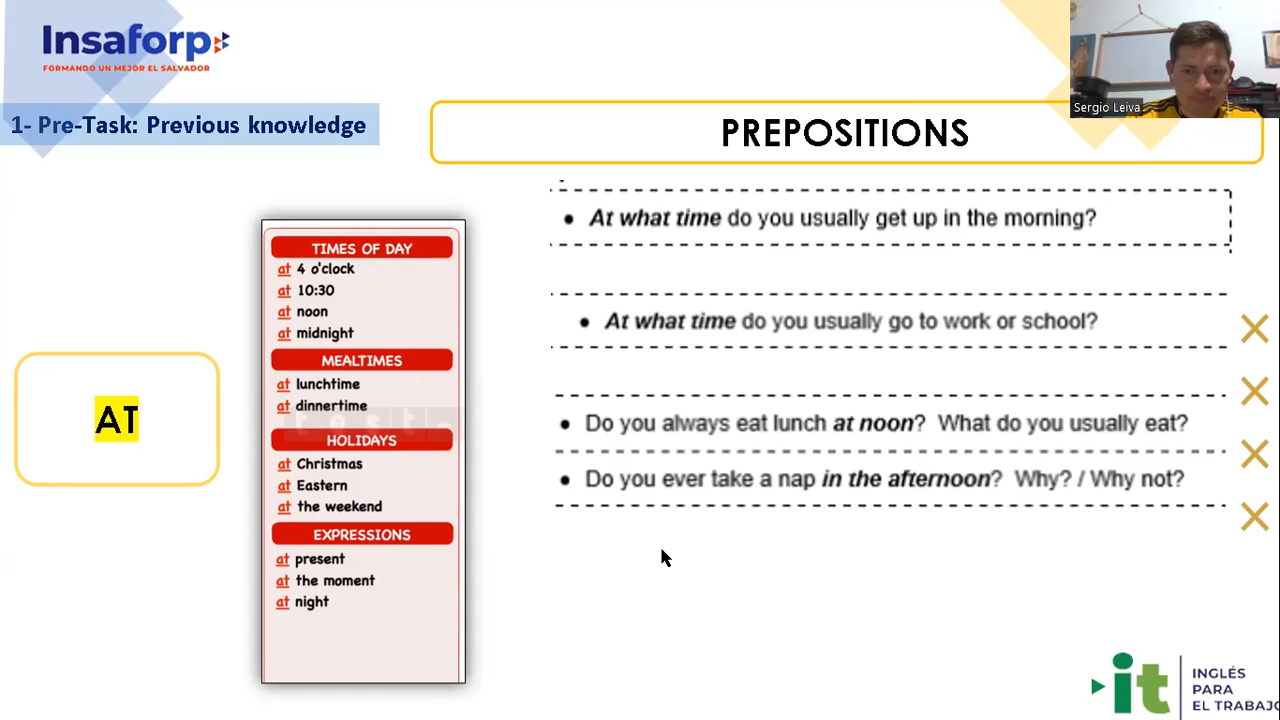 Insaforp
FORMANDO UN MEJOR EL SALVADOR
Sergio Leiva
1- Pre-Task: Previous knowledge
PREPOSITIONS
AT
TIMES OF DAY
at 4 o'clock
at 10:30
at noon
at midnight
MEALTIMES
at lunchtime
at dinnertime
HOLIDAYS
at Christmas
at Eastern
at the weekend
EXPRESSIONS
at present
at the moment
at night
• At what time do you usually get up in the morning?
• At what time do you usually go to work or school?
• Do you always eat lunch at noon? What do you usually eat?
• Do you ever take a nap in the afternoon? Why? / Why not?
it
INGLÉS
PARA
EL TRABAJO